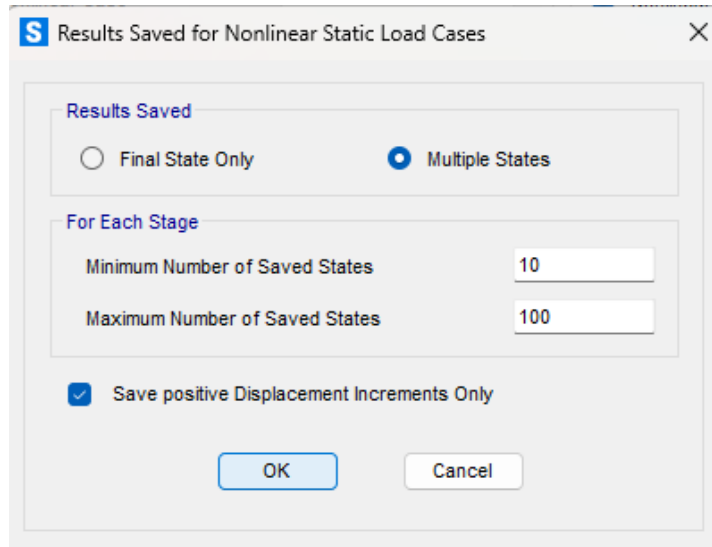 S Results Saved for Nonlinear Static Load Cases
Results Saved
Final State Only Multiple States
For Each Stage
Minimum Number of Saved States 10
Maximum Number of Saved States 100
Save positive Displacement Increments Only
OK Cancel